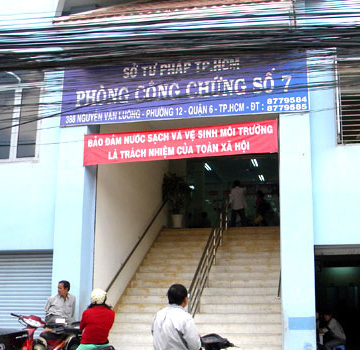 SỞ TƯ PHÁP TP.HCM
PHÒNG CÔNG CHỨNG SỐ 7
388 NGUYỄN VĂN LUÔNG - PHƯỜNG 12 - QUẬN 6 - TP.HCM - ĐT : 8779584
8779585
BẢO ĐẢM NƯỚC SẠCH VÀ VỆ SINH MÔI TRƯỜNG
LÀ TRÁCH NHIỆM CỦA TOÀN XÃ HỘI